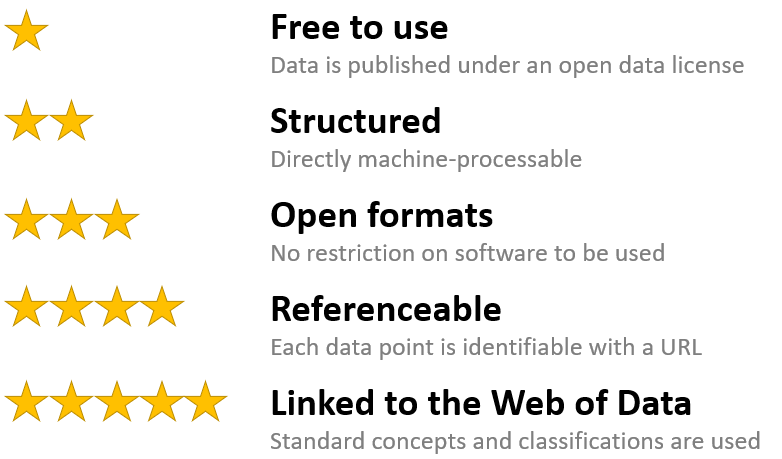 Free to use
Data is published under an open data license
Structured
Directly machine-processable
Open formats
No restriction on software to be used
Referenceable
Each data point is identifiable with a URL
Linked to the Web of Data
Standard concepts and classifications are used